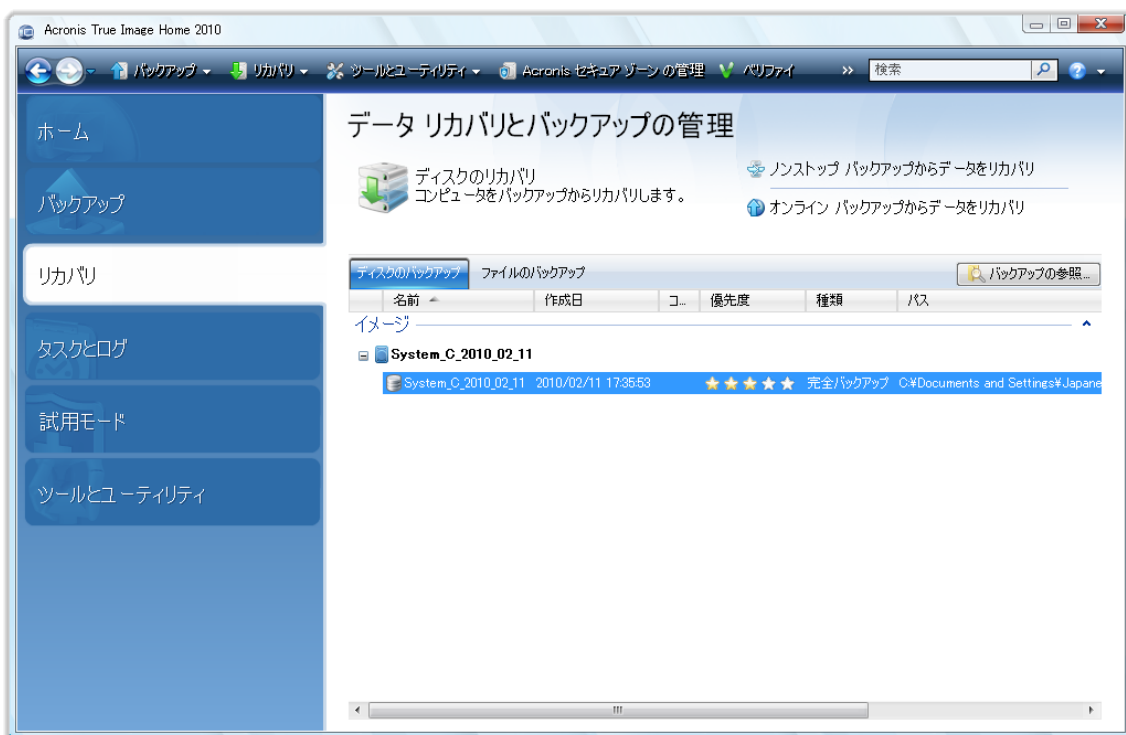 Acronis True Image Home 2010
バックアップ リカバリ ツールとユーティリティ Acronis セキュア ゾーン の管理 ベリファイ >> 検索
ホーム
バックアップ
リカバリ
タスクとログ
試用モード
ツールとユーティリティ
データ リカバリとバックアップの管理
ディスクのリカバリ
コンピュータをバックアップからリカバリします。
ノンストップ バックアップからデータをリカバリ
オンライン バックアップからデータをリカバリ
ディスクのバックアップ ファイルのバックアップ バックアップの参照...
名前 作成日 コ... 優先度 種類 パス
イメージ
System_C_2010_02_11
System_C_2010_02_11 2010/02/11 17:35:53 完全バックアップ C:¥Documents and Settings¥Japane